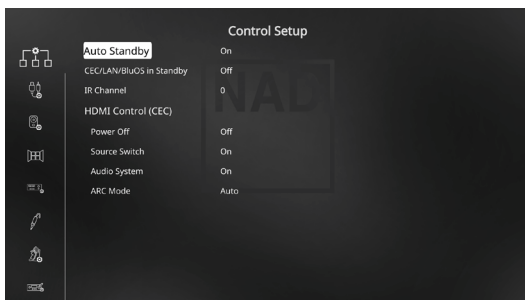 Control Setup
Auto Standby On
CEC/LAN/BluOS in Standby Off
IR Channel 0
NAD
HDMI Control (CEC)
Power Off Off
Source Switch On
Audio System On
ARC Mode Auto